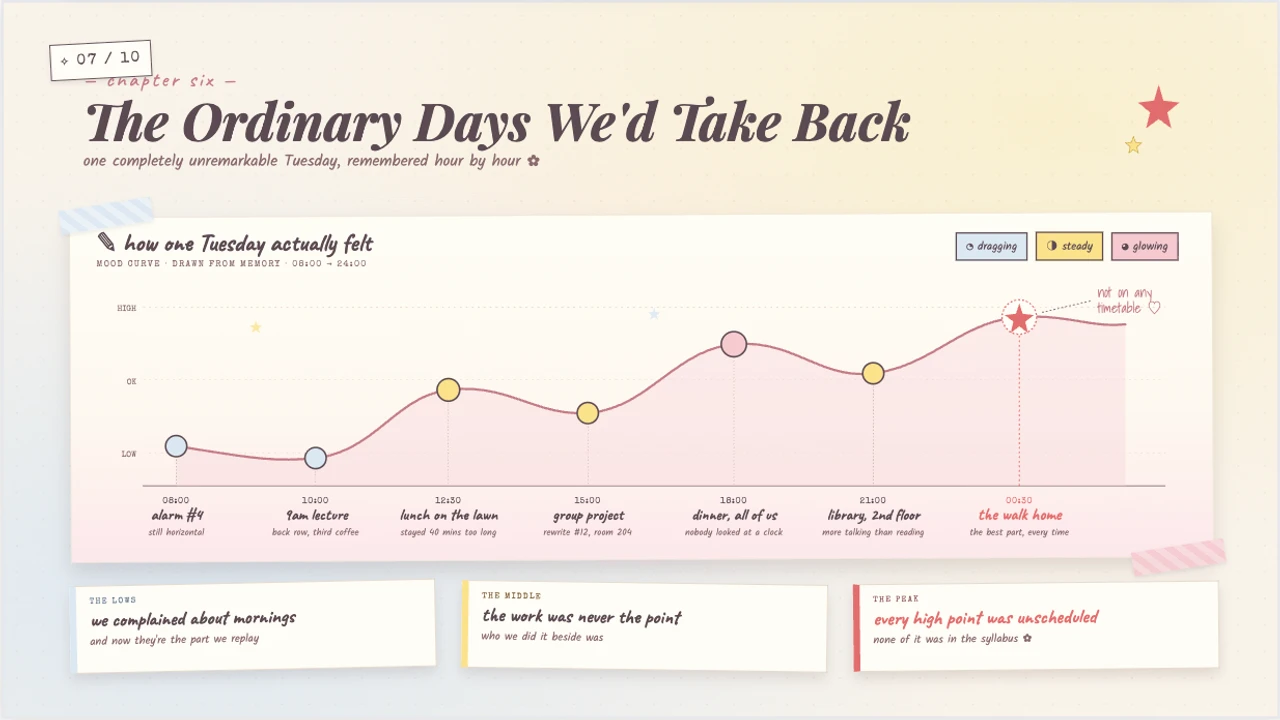 ✧ 07 / 10
— chapter six —
The Ordinary Days We'd Take Back
one completely unremarkable Tuesday, remembered hour by hour ✿
✎ how one Tuesday actually felt
MOOD CURVE · DRAWN FROM MEMORY · 08:00 → 24:00
◔ dragging
◑ steady
◕ glowing
not on any
timetable ♡
HIGH
OK
LOW
08:00
alarm #4
still horizontal
10:00
9am lecture
back row, third coffee
12:30
lunch on the lawn
stayed 40 mins too long
15:00
group project
rewrite #12, room 204
18:00
dinner, all of us
nobody looked at a clock
21:00
library, 2nd floor
more talking than reading
00:30
the walk home
the best part, every time
THE LOWS
we complained about mornings
and now they're the part we replay
THE MIDDLE
the work was never the point
who we did it beside was
THE PEAK
every high point was unscheduled
none of it was in the syllabus ✿